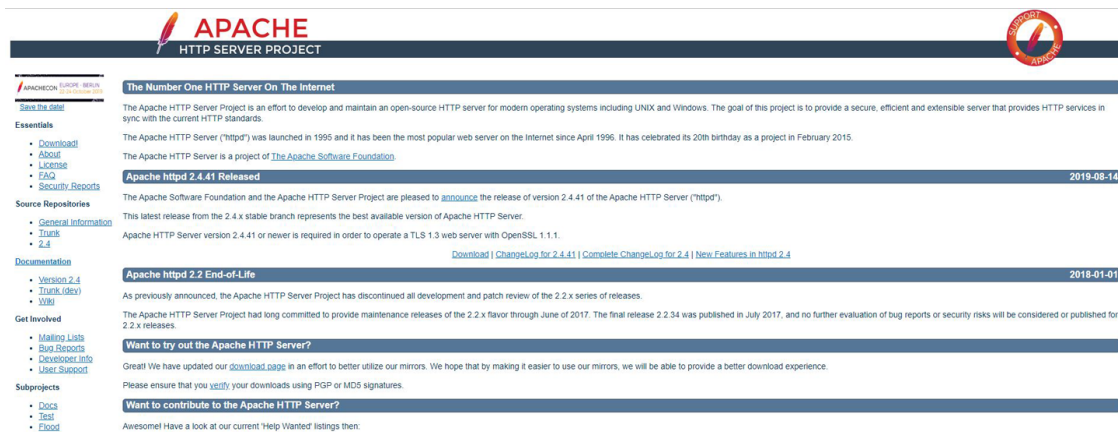 APACHE
HTTP SERVER PROJECT
SUPPORT
APACHE
APACHECON
EUROPE - BERLIN
22-24 October 2019
Save the date!
Essentials
• Download!
• About
• License
• FAQ
• Security Reports
Source Repositories
• General Information
• Trunk
• 2.4
Documentation
• Version 2.4
• Trunk (dev)
• Wiki
Get Involved
• Mailing Lists
• Bug Reports
• Developer Info
• User Support
Subprojects
• Docs
• Test
• Flood
The Number One HTTP Server On The Internet
The Apache HTTP Server Project is an effort to develop and maintain an open-source HTTP server for modern operating systems including UNIX and Windows. The goal of this project is to provide a secure, efficient and extensible server that provides HTTP services in
sync with the current HTTP standards.
The Apache HTTP Server ("httpd") was launched in 1995 and it has been the most popular web server on the Internet since April 1996. It has celebrated its 20th birthday as a project in February 2015.
The Apache HTTP Server is a project of The Apache Software Foundation.
Apache httpd 2.4.41 Released 2019-08-14
The Apache Software Foundation and the Apache HTTP Server Project are pleased to announce the release of version 2.4.41 of the Apache HTTP Server ("httpd").
This latest release from the 2.4.x stable branch represents the best available version of Apache HTTP Server.
Apache HTTP Server version 2.4.41 or newer is required in order to operate a TLS 1.3 web server with OpenSSL 1.1.1.
Download | ChangeLog for 2.4.41 | Complete ChangeLog for 2.4 | New Features in httpd 2.4
Apache httpd 2.2 End-of-Life 2018-01-01
As previously announced, the Apache HTTP Server Project has discontinued all development and patch review of the 2.2.x series of releases.
The Apache HTTP Server Project had long committed to provide maintenance releases of the 2.2.x flavor through June of 2017. The final release 2.2.34 was published in July 2017, and no further evaluation of bug reports or security risks will be considered or published for
2.2.x releases.
Want to try out the Apache HTTP Server?
Great! We have updated our download page in an effort to better utilize our mirrors. We hope that by making it easier to use our mirrors, we will be able to provide a better download experience.
Please ensure that you verify your downloads using PGP or MD5 signatures.
Want to contribute to the Apache HTTP Server?
Awesome! Have a look at our current 'Help Wanted' listings then: